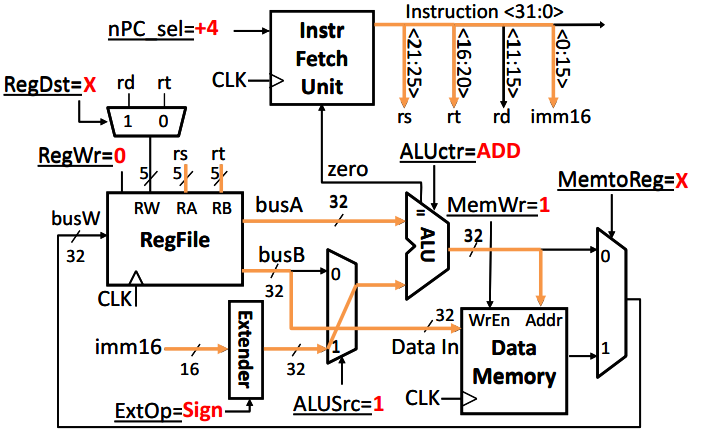 Instruction <31:0>
nPC_sel=+4
Instr
Fetch
Unit
CLK
<21:25>
<16:20>
<11:15>
<0:15>
rs
rt
rd
imm16
RegDst=X
rd
rt
1
0
RegWr=0
rs
rt
5
5
5
zero
ALUctr=ADD
MemtoReg=X
RW
RA
RB
RegFile
busW
32
busA
32
busB
32
CLK
=
ALU
MemWr=1
32
0
1
0
1
imm16
16
Extender
32
ExtOp=Sign
ALUSrc=1
32
Data In
WrEn
Addr
Data
Memory
CLK